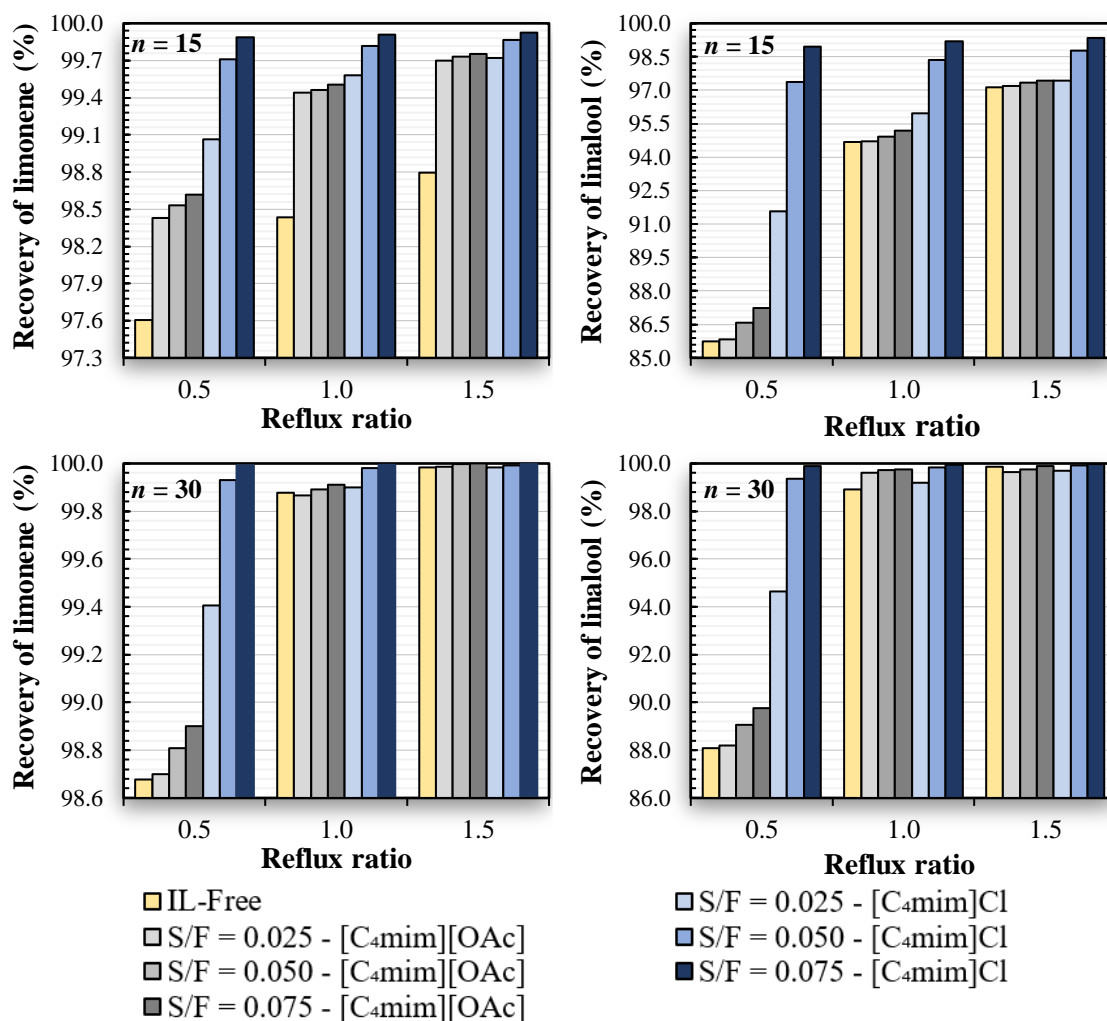 Recovery of limonene (%)
100.0
99.7
99.4
99.1
98.8
98.5
98.2
97.9
97.6
97.3
n = 15
0.5
1.0
1.5
Reflux ratio
Recovery of linalool (%)
100.0
98.5
97.0
95.5
94.0
92.5
91.0
89.5
88.0
86.5
85.0
n = 15
0.5
1.0
1.5
Reflux ratio
Recovery of limonene (%)
100.0
99.8
99.6
99.4
99.2
99.0
98.8
98.6
n = 30
0.5
1.0
1.5
Reflux ratio
Recovery of linalool (%)
100.0
98.0
96.0
94.0
92.0
90.0
88.0
86.0
n = 30
0.5
1.0
1.5
Reflux ratio
IL-Free
S/F = 0.025 - [C₄mim][OAc]
S/F = 0.050 - [C₄mim][OAc]
S/F = 0.075 - [C₄mim][OAc]
S/F = 0.025 - [C₄mim]Cl
S/F = 0.050 - [C₄mim]Cl
S/F = 0.075 - [C₄mim]Cl